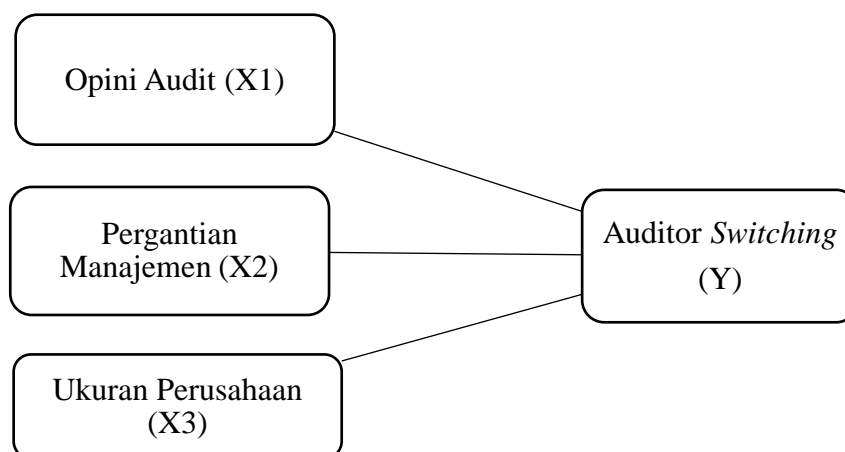 Opini Audit (X1)
Pergantian
Manajemen (X2)
Auditor Switching
(Y)
Ukuran Perusahaan
(X3)